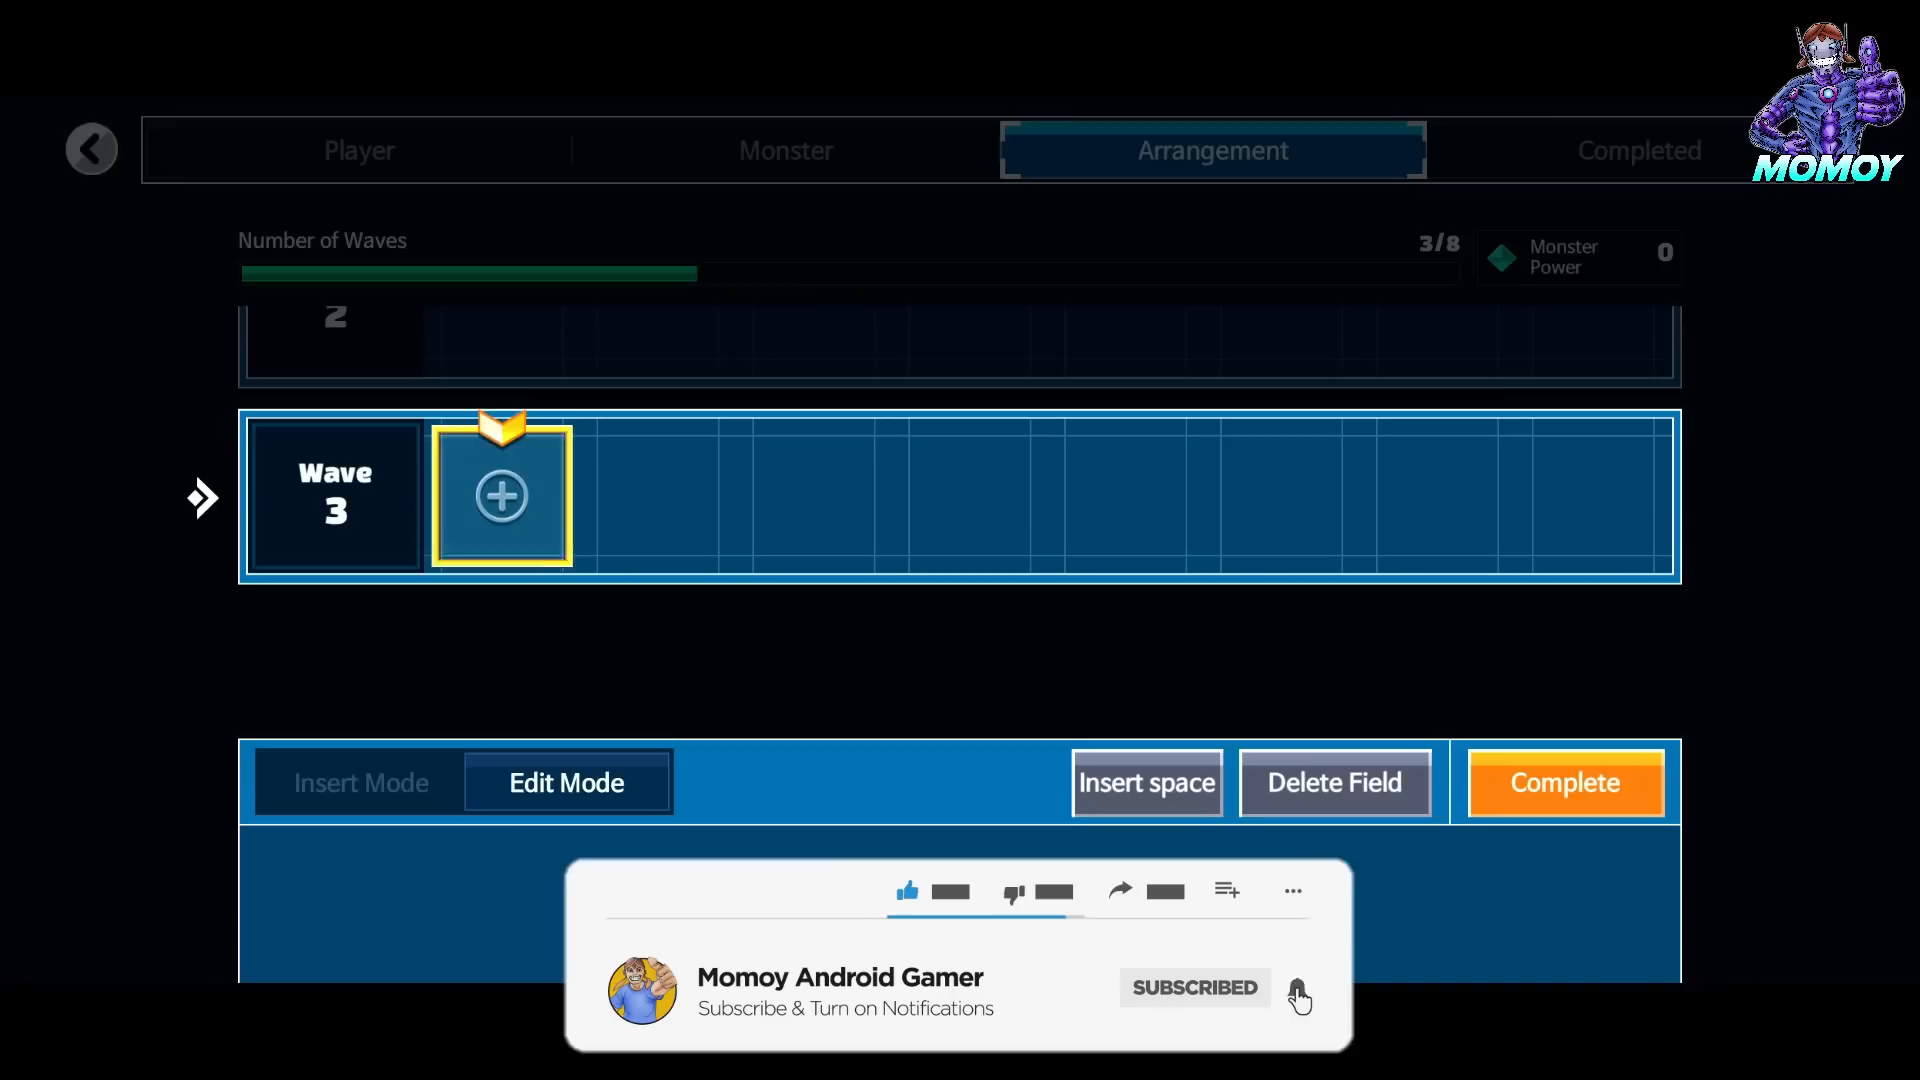 Player
Monster
Arrangement
Completed
MOMOY
Number of Waves
3/8
Monster
Power
0
2
Wave
3
Insert Mode
Edit Mode
Insert space
Delete Field
Complete
Momoy Android Gamer
Subscribe & Turn on Notifications
SUBSCRIBED